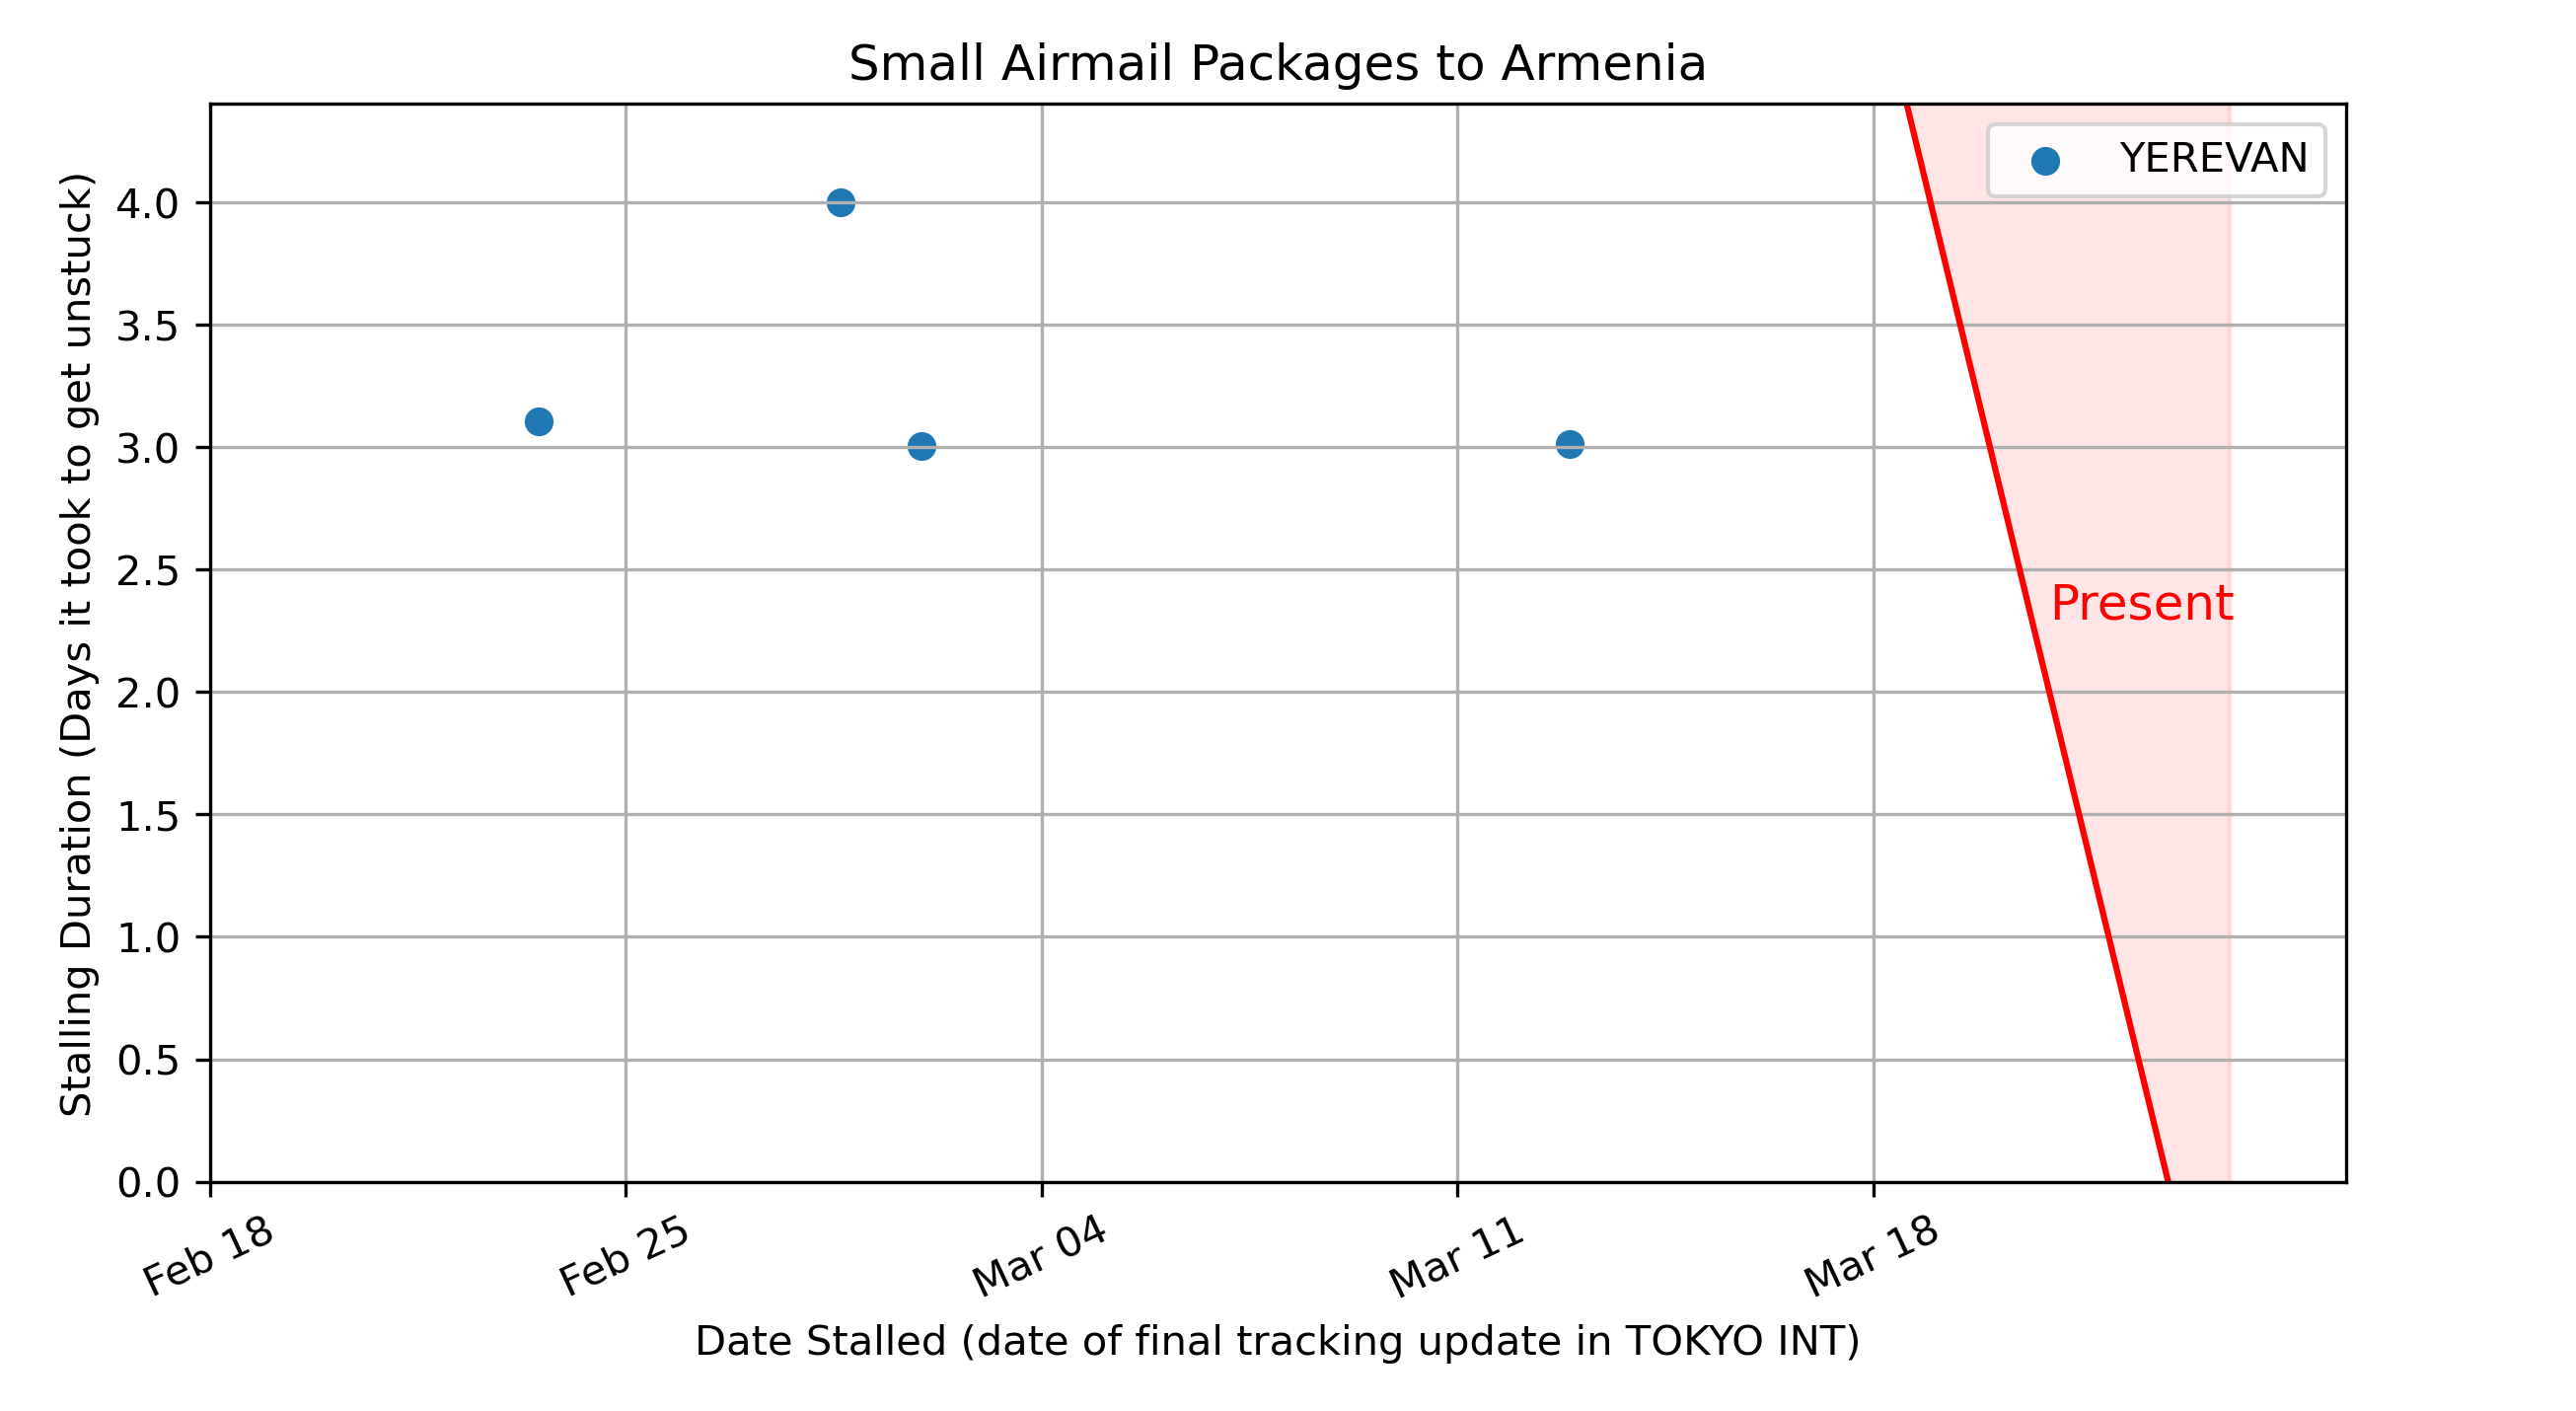 Small Airmail Packages to Armenia
YEREVAN
Stalling Duration (Days it took to get unstuck)
4.0
3.5
3.0
2.5
2.0
1.5
1.0
0.5
0.0
Present
Feb 18
Feb 25
Mar 04
Mar 11
Mar 18
Date Stalled (date of final tracking update in TOKYO INT)